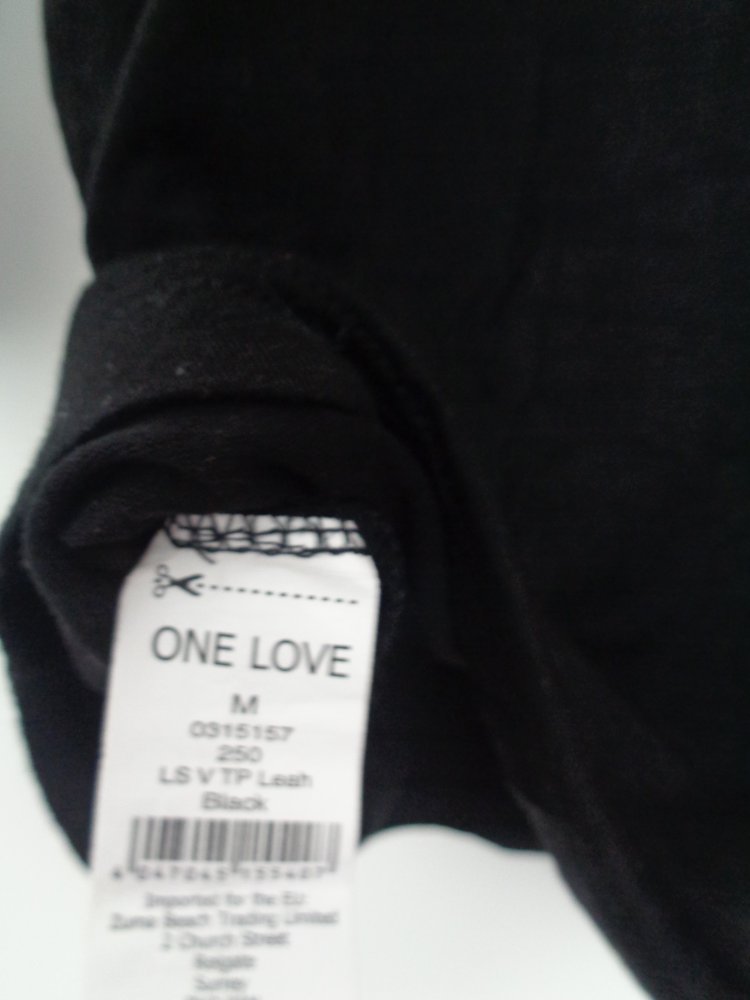 ONE LOVE
M
0315157
250
LS V TP Leah
Black
Imported for the EU:
Zuma Beach Trading Limited
2 Church Street
Reigate
Surrey